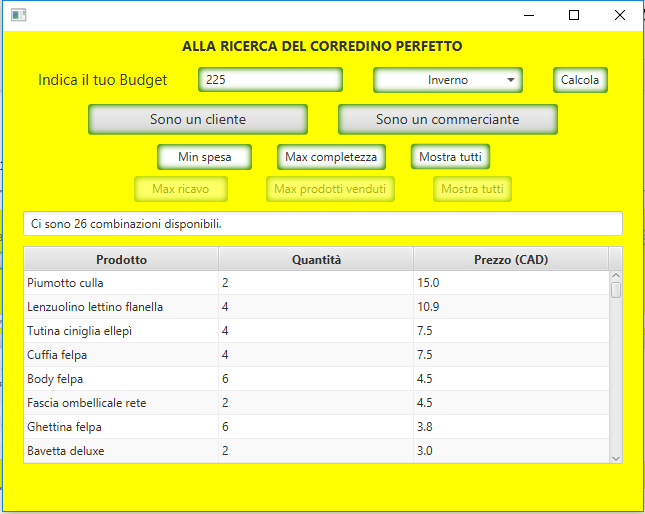 ALLA RICERCA DEL CORREDINO PERFETTO
Indica il tuo Budget 225 Inverno Calcola
Sono un cliente Sono un commerciante
Min spesa Max completezza Mostra tutti
Max ricavo Max prodotti venduti Mostra tutti
Ci sono 26 combinazioni disponibili.
Prodotto Quantità Prezzo (CAD)
Piumotto culla 2 15.0
Lenzuolino lettino flanella 4 10.9
Tutina ciniglia ellepì 4 7.5
Cuffia felpa 4 7.5
Body felpa 6 4.5
Fascia ombellicale rete 2 4.5
Ghettina felpa 6 3.8
Bavetta deluxe 2 3.0